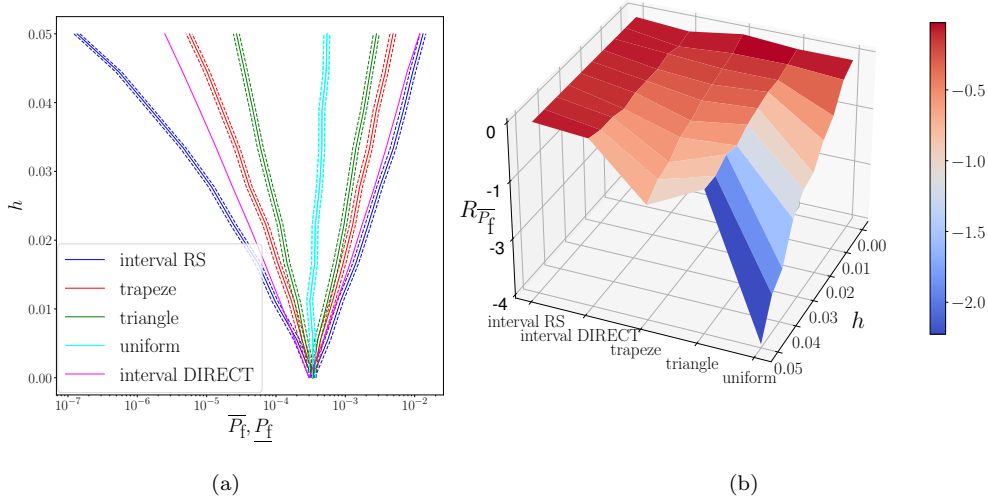 0.05
0.04
0.03
0.02
0.01
0.00
h
interval RS
trapeze
triangle
uniform
interval DIRECT
10⁻⁷ 10⁻⁶ 10⁻⁵ 10⁻⁴ 10⁻³ 10⁻²
P̅f, P̲f
(a)
0
-1
-3
-4
R P̅f
interval RS
interval DIRECT
trapeze
triangle
uniform
0.00
0.01
0.02
0.03
0.04
0.05
h
−0.5
−1.0
−1.5
−2.0
(b)